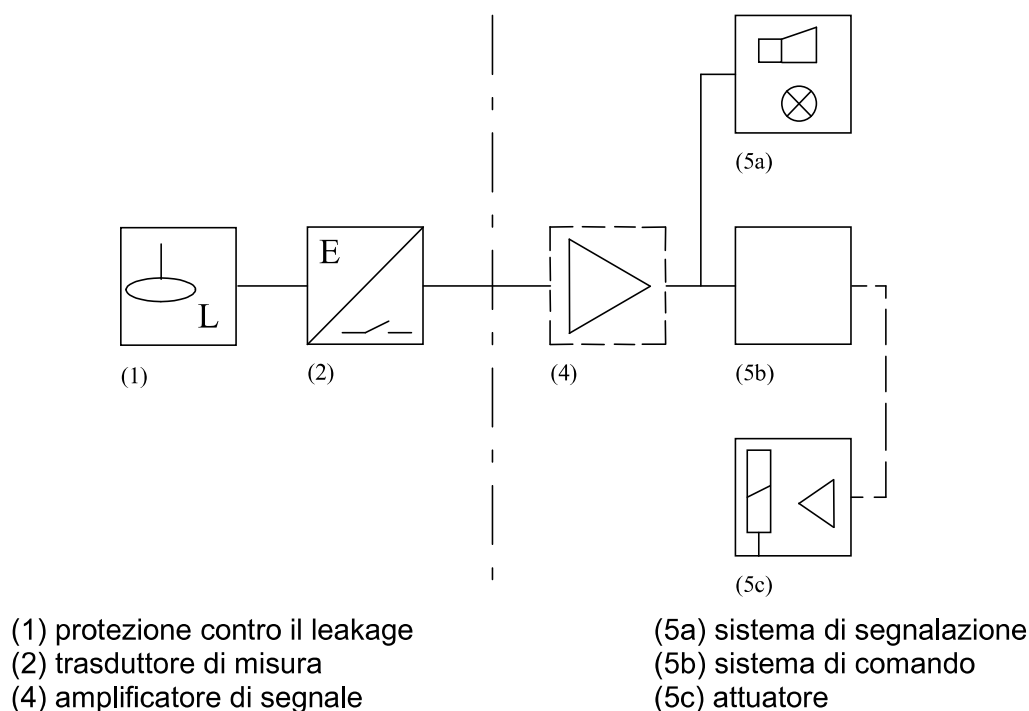 (5a)
L
E
(1)
(2)
(4)
(5b)
(5c)
(1) protezione contro il leakage
(2) trasduttore di misura
(4) amplificatore di segnale
(5a) sistema di segnalazione
(5b) sistema di comando
(5c) attuatore